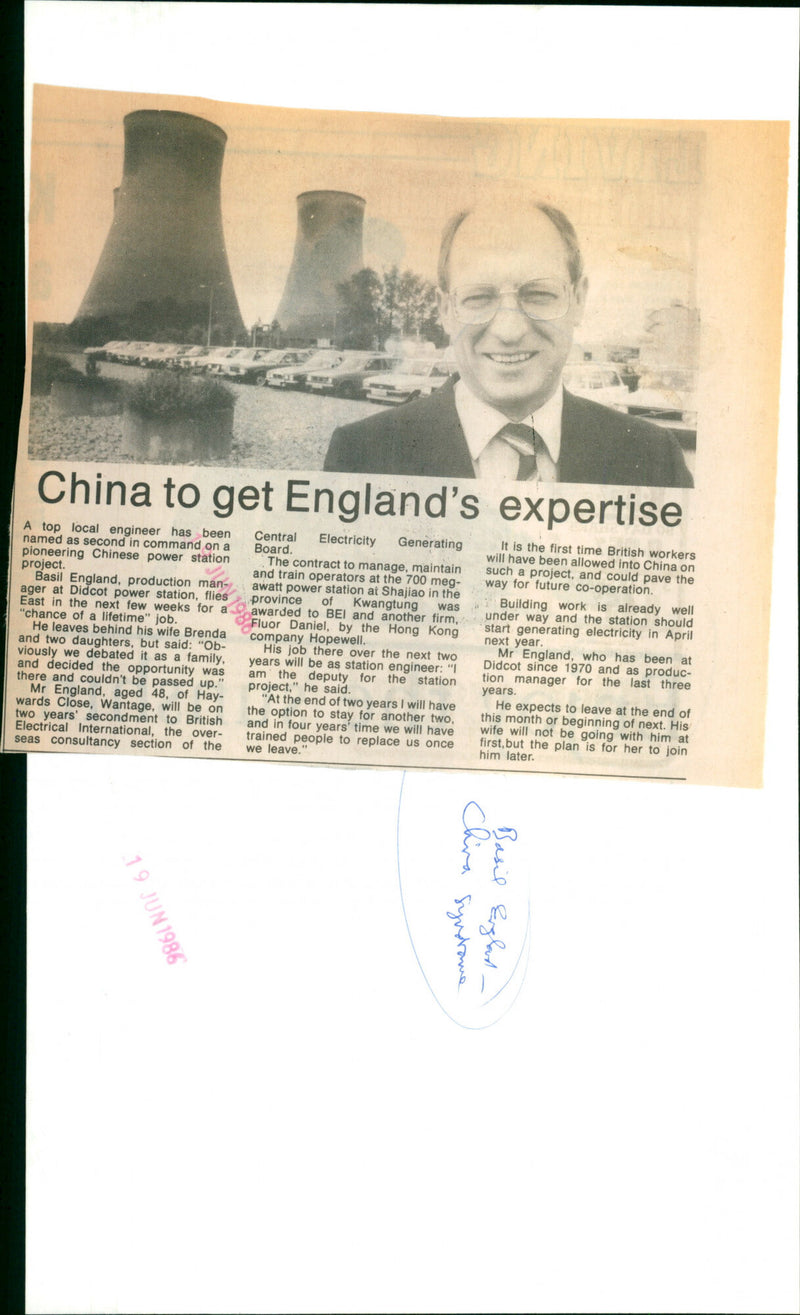 China to get England's expertise
A top local engineer has been
named as second in command on a
pioneering Chinese power station
project.
Basil England, production man-
ager at Didcot power station, flies
East in the next few weeks for a
"chance of a lifetime" job.
He leaves behind his wife Brenda
and two daughters, but said: "Ob-
viously we debated it as a family,
and decided the opportunity was
there and couldn't be passed up."
Mr England, aged 48, of Hay-
wards Close, Wantage, will be on
two years' secondment to British
Electrical International, the over-
seas consultancy section of the
Central Electricity Generating
Board.
The contract to manage, maintain
and train operators at the 700 meg-
awatt power station at Shajiao in the
province of Kwangtung was
awarded to BEI and another firm,
Fluor Daniel, by the Hong Kong
company Hopewell.
His job there over the next two
years will be as station engineer: "I
am the deputy for the station
project," he said.
"At the end of two years I will have
the option to stay for another two,
and in four years' time we will have
trained people to replace us once
we leave."
It is the first time British workers
will have been allowed into China on
such a project, and could pave the
way for future co-operation.
Building work is already well
under way and the station should
start generating electricity in April
next year.
Mr England, who has been at
Didcot since 1970 and as produc-
tion manager for the last three
years.
He expects to leave at the end of
this month or beginning of next. His
wife will not be going with him at
first,but the plan is for her to join
him later.
19 JUN 1986
Basil England –
China Syndrome
19 JUN 1986